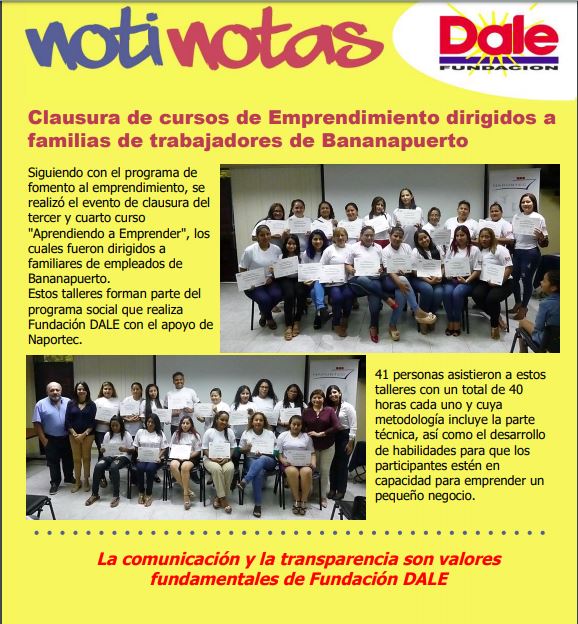 noti notas
Dale
FUNDACION
Clausura de cursos de Emprendimiento dirigidos a
familias de trabajadores de Bananapuerto
Siguiendo con el programa de
fomento al emprendimiento, se
realizó el evento de clausura del
tercer y cuarto curso
"Aprendiendo a Emprender", los
cuales fueron dirigidos a
familiares de empleados de
Bananapuerto.
Estos talleres forman parte del
programa social que realiza
Fundación DALE con el apoyo de
Naportec.
41 personas asistieron a estos
talleres con un total de 40
horas cada uno y cuya
metodología incluye la parte
técnica, así como el desarrollo
de habilidades para que los
participantes estén en
capacidad para emprender un
pequeño negocio.
La comunicación y la transparencia son valores
fundamentales de Fundación DALE